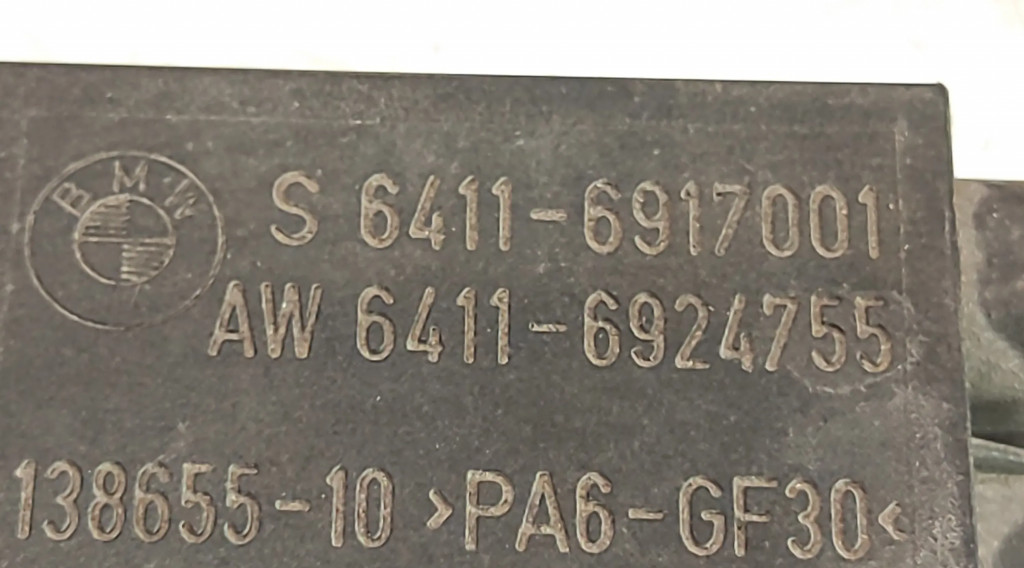 BMW
S 6411-6917001
AW 6411-6924755
138655-10 >PA6-GF30<